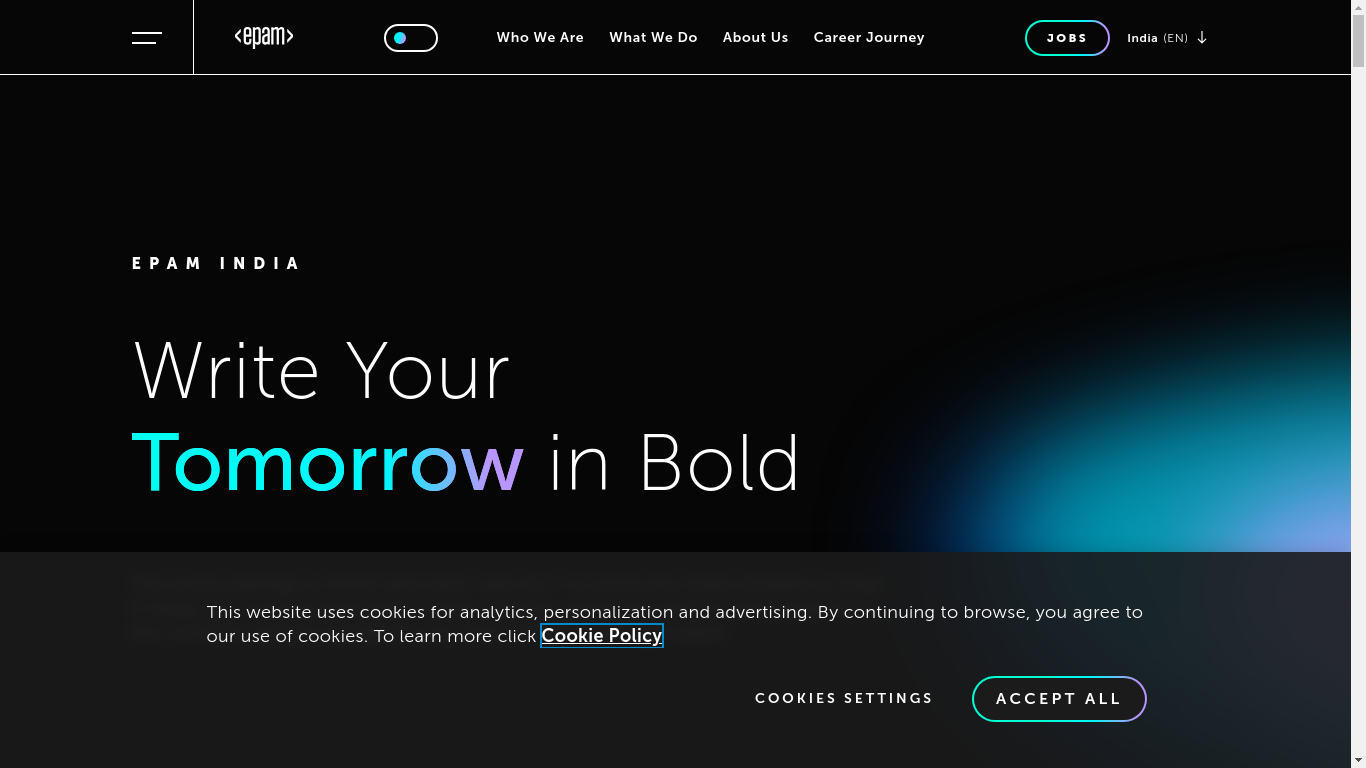 <epam>
Who We Are
What We Do
About Us
Career Journey
JOBS
India (EN)
EPAM INDIA
Write Your
Tomorrow in Bold
This website uses cookies for analytics, personalization and advertising. By continuing to browse, you agree to
our use of cookies. To learn more click Cookie Policy
COOKIES SETTINGS
ACCEPT ALL